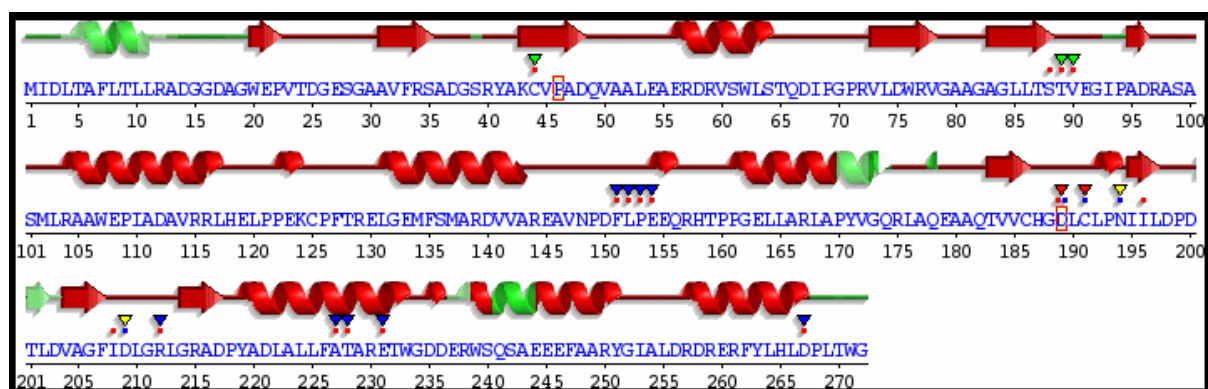 MIDLTAFLTLLRADGGDAGWEPVTDGESGAAVFRSADGSRYAKCVPADQVAALEAERDRVSWLSTQDIPGPRVLDWRVGAAGAGLLTSTVEGIPADRASA
1 5 10 15 20 25 30 35 40 45 50 55 60 65 70 75 80 85 90 95 100
SMLRAAWEPIADAVRRLHELPPEKCPFTRELGEMFSMARDVVAREAVNPDFLPEEQRHTPPGELLARLAPYVGQRLAQEAAQTVVCHGDLCLPNIILDPD
101 105 110 115 120 125 130 135 140 145 150 155 160 165 170 175 180 185 190 195 200
TLDVAGFIDLGRLGRADPYADLALLFATARETWGDDERWSQSAEEEFAARYGIALDRDRERFYLHLDPLTWG
201 205 210 215 220 225 230 235 240 245 250 255 260 265 270